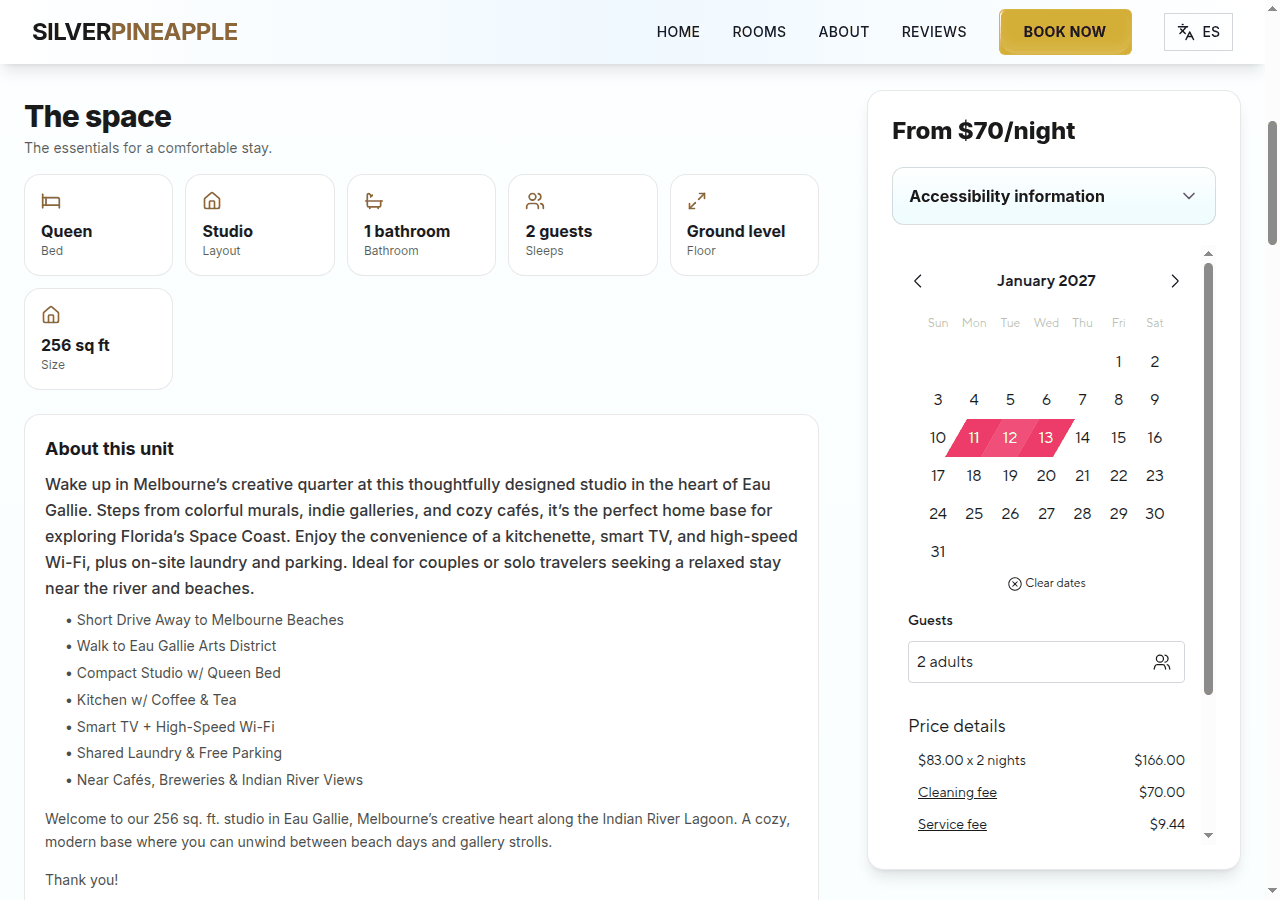 SILVERPINEAPPLE
HOME ROOMS ABOUT REVIEWS BOOK NOW ES
The space
The essentials for a comfortable stay.
Queen
Bed
Studio
Layout
1 bathroom
Bathroom
2 guests
Sleeps
Ground level
Floor
256 sq ft
Size
About this unit
Wake up in Melbourne’s creative quarter at this thoughtfully designed studio in the heart of Eau
Gallie. Steps from colorful murals, indie galleries, and cozy cafés, it’s the perfect home base for
exploring Florida’s Space Coast. Enjoy the convenience of a kitchenette, smart TV, and high-speed
Wi-Fi, plus on-site laundry and parking. Ideal for couples or solo travelers seeking a relaxed stay
near the river and beaches.
• Short Drive Away to Melbourne Beaches
• Walk to Eau Gallie Arts District
• Compact Studio w/ Queen Bed
• Kitchen w/ Coffee & Tea
• Smart TV + High-Speed Wi-Fi
• Shared Laundry & Free Parking
• Near Cafés, Breweries & Indian River Views
Welcome to our 256 sq. ft. studio in Eau Gallie, Melbourne’s creative heart along the Indian River Lagoon. A cozy,
modern base where you can unwind between beach days and gallery strolls.
Thank you!
From $70/night
Accessibility information
January 2027
Sun Mon Tue Wed Thu Fri Sat
1 2
3 4 5 6 7 8 9
10 11 12 13 14 15 16
17 18 19 20 21 22 23
24 25 26 27 28 29 30
31
Clear dates
Guests
2 adults
Price details
$83.00 x 2 nights $166.00
Cleaning fee $70.00
Service fee $9.44